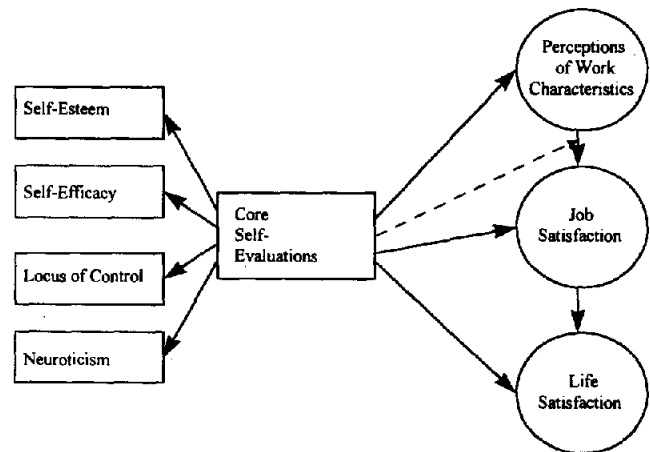 Self-Esteem
Self-Efficacy
Locus of Control
Neuroticism
Core
Self-
Evaluations
Perceptions
of Work
Characteristics
Job
Satisfaction
Life
Satisfaction